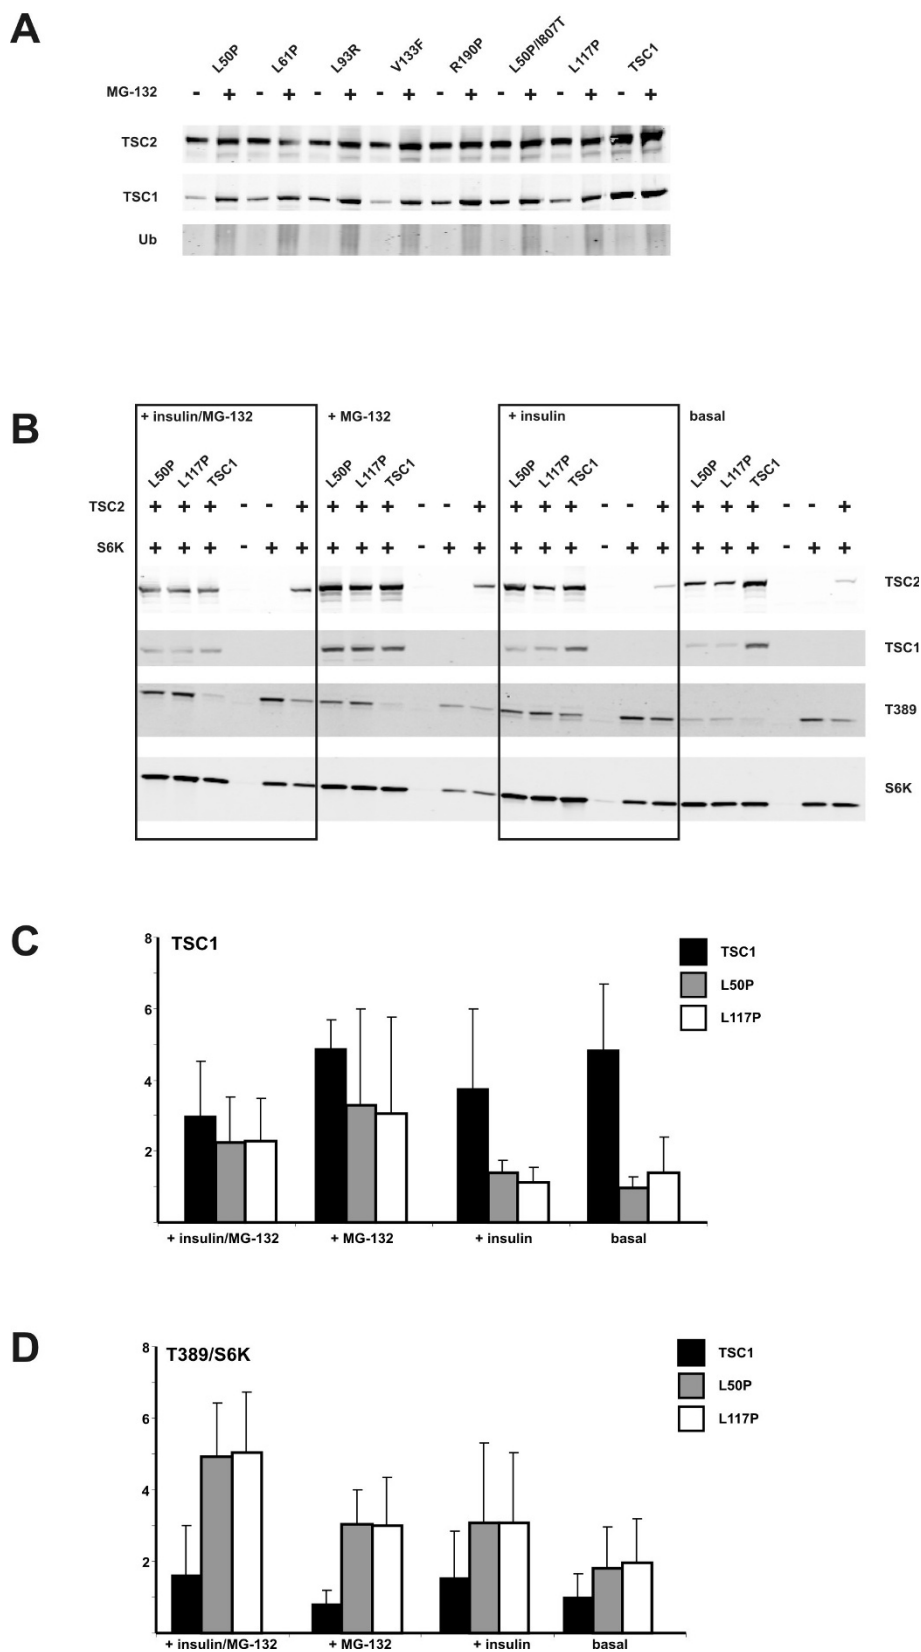 A
L50P L61P L93R V133F R190P L50P/I807T L117P TSC1
MG-132 - + - + - + - + - + - + - + - +
TSC2
TSC1
Ub
B
+ insulin/MG-132 + MG-132 + insulin basal
L50P L117P TSC1 L50P L117P TSC1 L50P L117P TSC1 L50P L117P TSC1
TSC2 + + + - - + + + + - - + + + + - - + + + + - - +
S6K + + + - + + + + + - + + + + + - + + + + + - + +
TSC2
TSC1
T389
S6K
C
TSC1
8
6
4
2
TSC1
L50P
L117P
+ insulin/MG-132 + MG-132 + insulin basal
D
T389/S6K
8
6
4
2
TSC1
L50P
L117P
+ insulin/MG-132 + MG-132 + insulin basal